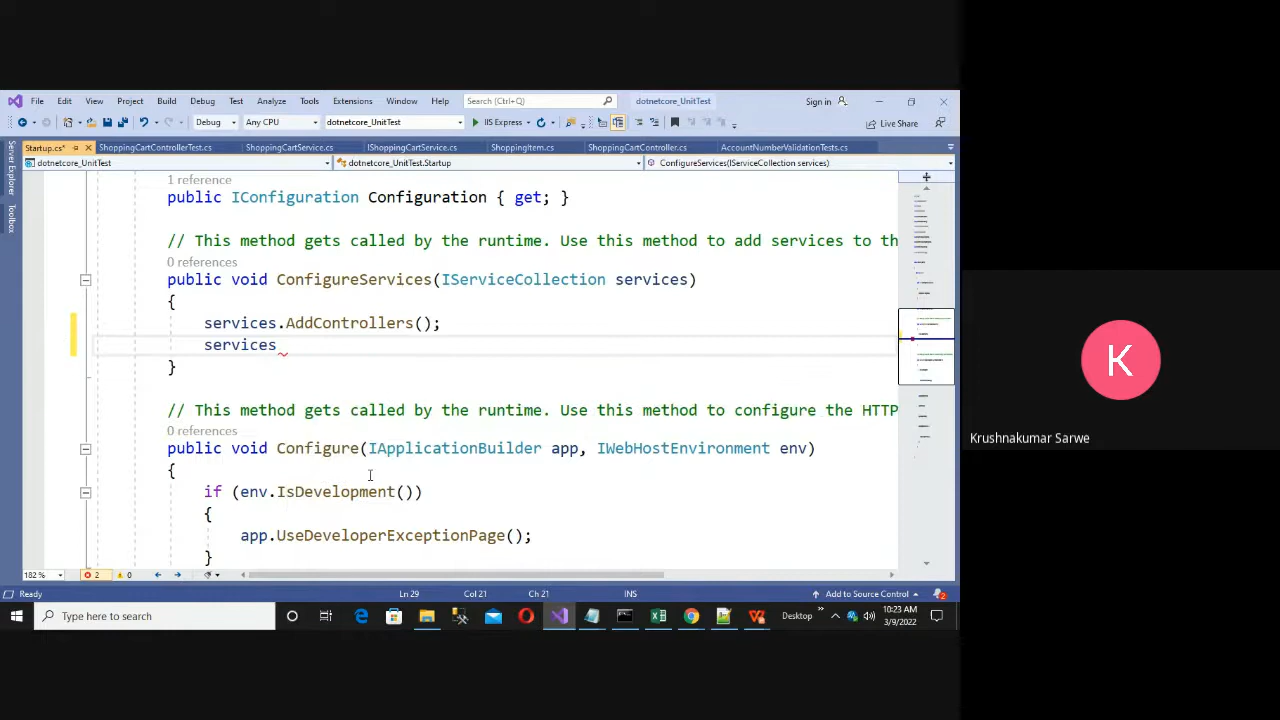 File Edit View Project Build Debug Test Analyze Tools Extensions Window Help Search (Ctrl+Q) dotnetcore_UnitTest Sign in
Debug Any CPU dotnetcore_UnitTest IIS Express Live Share
Startup.cs* ShoppingCartControllerTest.cs ShoppingCartService.cs IShoppingCartService.cs ShoppingItem.cs ShoppingCartController.cs AccountNumberValidationTests.cs
dotnetcore_UnitTest dotnetcore_UnitTest.Startup ConfigureServices(IServiceCollection services)
Server Explorer
Toolbox
1 reference
public IConfiguration Configuration { get; }
// This method gets called by the runtime. Use this method to add services to th
0 references
public void ConfigureServices(IServiceCollection services)
{
services.AddControllers();
services
}
// This method gets called by the runtime. Use this method to configure the HTTP
0 references
public void Configure(IApplicationBuilder app, IWebHostEnvironment env)
{
if (env.IsDevelopment())
{
app.UseDeveloperExceptionPage();
}
182 % 2 0
Ready Ln 29 Col 21 Ch 21 INS Add to Source Control 2
Type here to search Desktop 10:23 AM
3/9/2022
K
Krushnakumar Sarwe